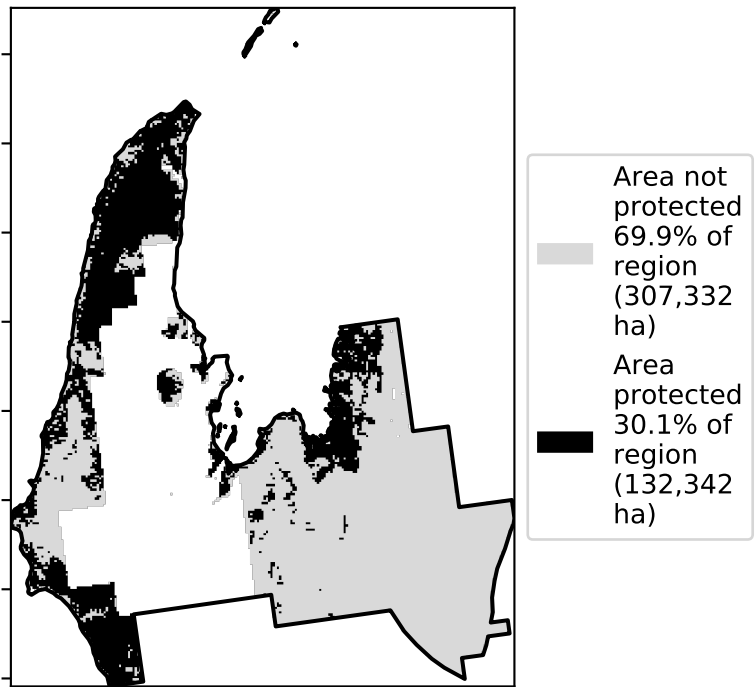 Area not
protected
69.9% of
region
(307,332
ha)
Area
protected
30.1% of
region
(132,342
ha)